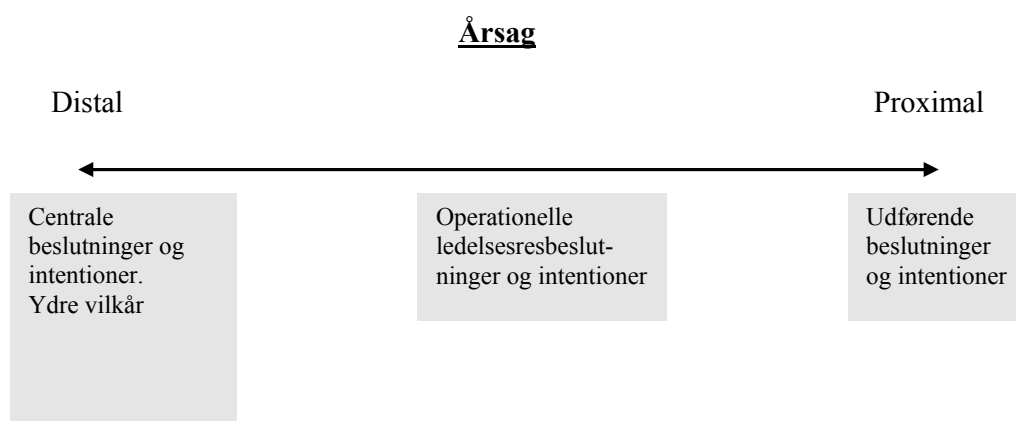 Årsag
Distal
Proximal
Centrale
beslutninger og
intentioner.
Ydre vilkår
Operationelle
ledelsesresbeslut-
ninger og intentioner
Udførende
beslutninger
og intentioner